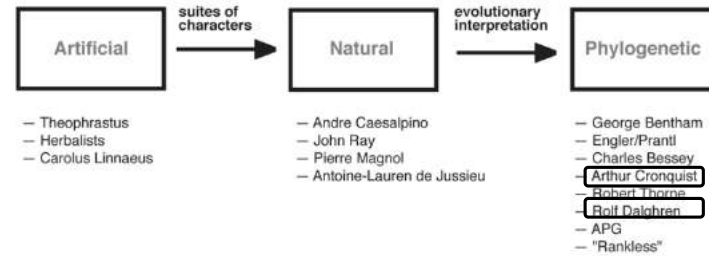 suites of
characters
evolutionary
interpretation
Artificial
Natural
Phylogenetic
— Theophrastus
— Herbalists
— Carolus Linnaeus
— Andre Caesalpino
— John Ray
— Pierre Magnol
— Antoine-Lauren de Jussieu
— George Bentham
— Engler/Prantl
— Charles Bessey
— Arthur Cronquist
— Robert Thorne
— Rolf Dalghren
— APG
— "Rankless"